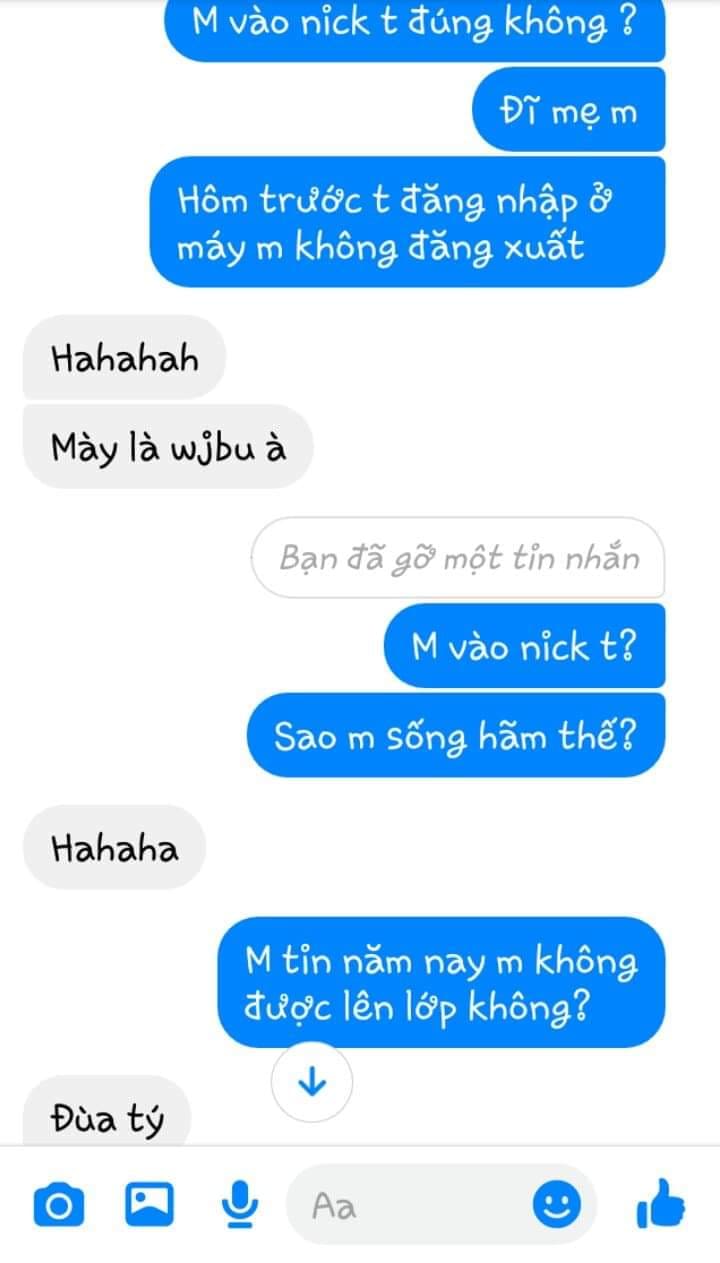 M vào nick t đúng không ?
Đĩ mẹ m
Hôm trước t đăng nhập ở
máy m không đăng xuất
Hahahah
Mày là wjbu à
Bạn đã gỡ một tin nhắn
M vào nick t?
Sao m sống hãm thế?
Hahaha
M tin năm nay m không
được lên lớp không?
Đùa tý
Aa